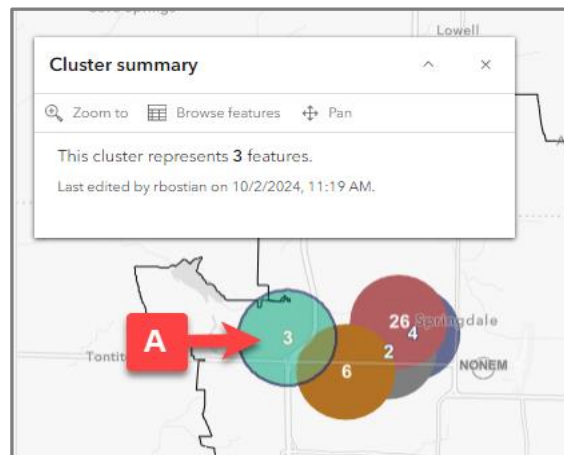 Lowell
Cluster summary
Zoom to Browse features Pan
This cluster represents 3 features.
Last edited by rbostian on 10/2/2024, 11:19 AM.
A
3
26
Springdale
4
2
6
NONEM